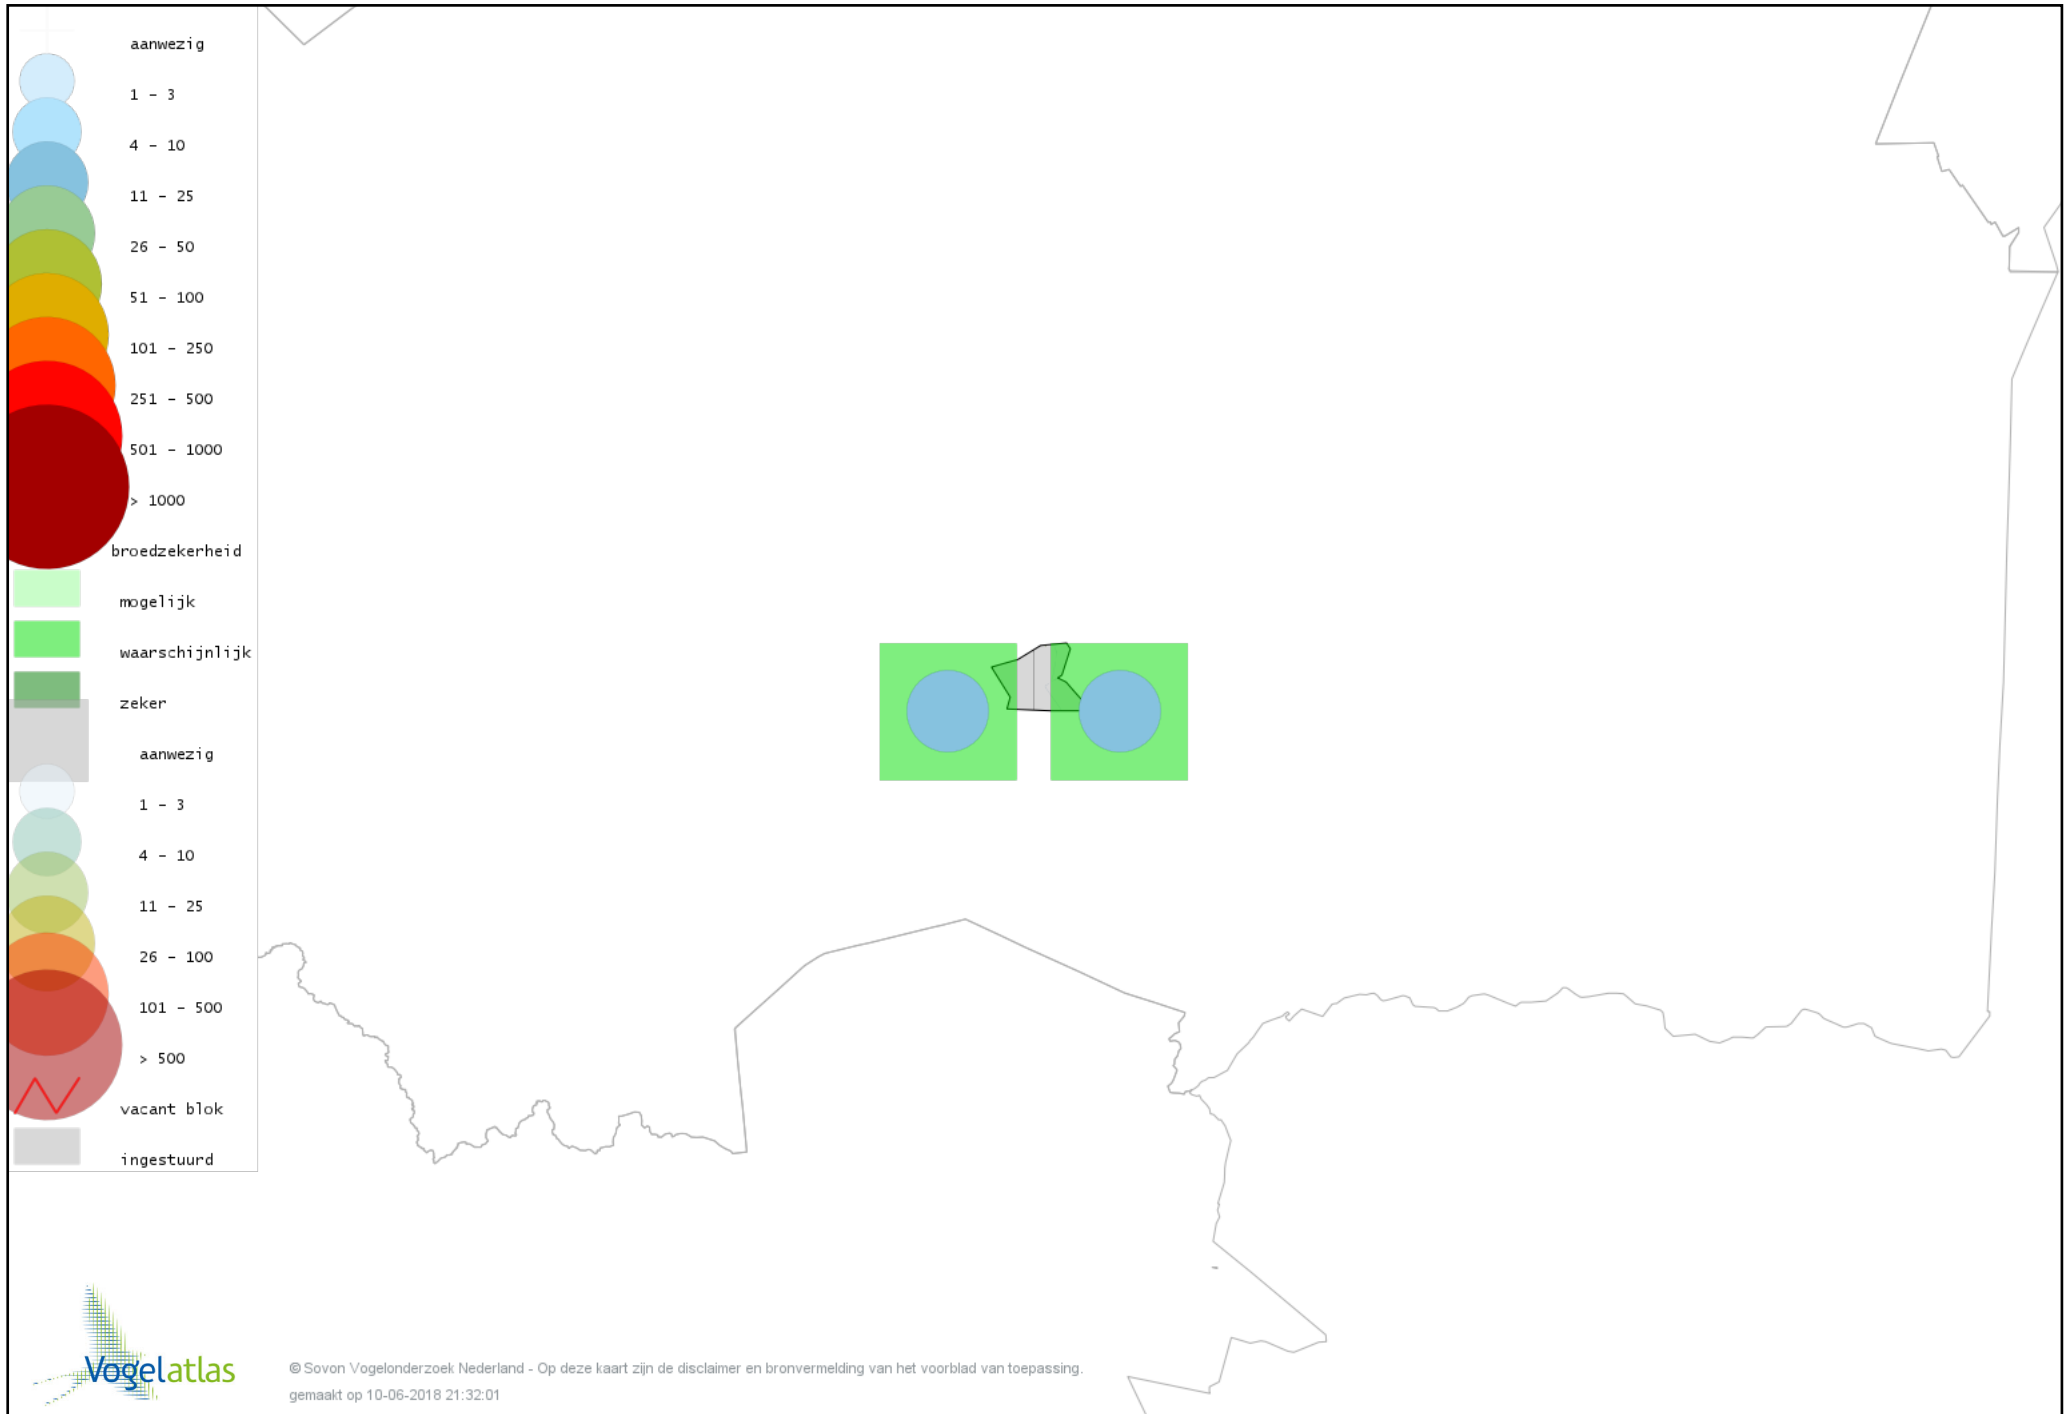 aanwezig
1 - 3
4 - 10
11 - 25
26 - 50
51 - 100
101 - 250
251 - 500
501 - 1000
> 1000
broedzekerheid
mogelijk
waarschijnlijk
zeker
aanwezig
1 - 3
4 - 10
11 - 25
26 - 100
101 - 500
> 500
vacant blok
ingestuurd
Vogelatlas
© Sovon Vogelonderzoek Nederland - Op deze kaart zijn de disclaimer en bronvermelding van het voorblad van toepassing.
gemaakt op 10-06-2018 21:32:01